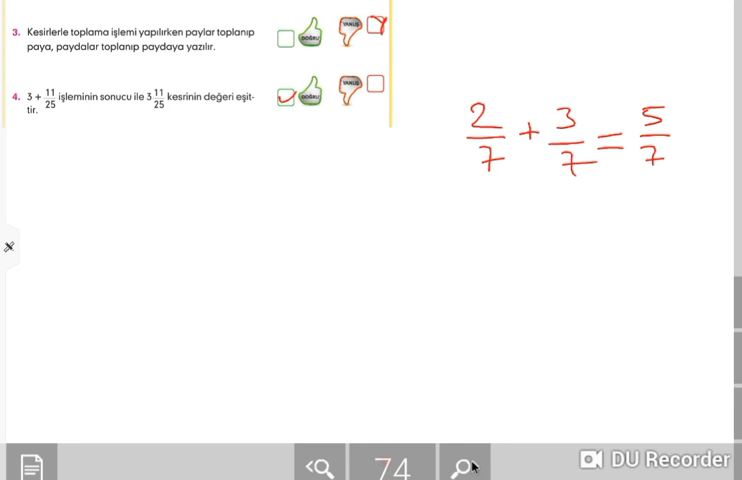 3. Kesirlerle toplama işlemi yapılırken paylar toplanıp
paya, paydalar toplanıp paydaya yazılır.
DOĞRU
YANLIŞ
4. 3 + 11/25 işleminin sonucu ile 3 11/25 kesrinin değeri eşit-
tir.
DOĞRU
YANLIŞ
2/7 + 3/7 = 5/7
74
DU Recorder